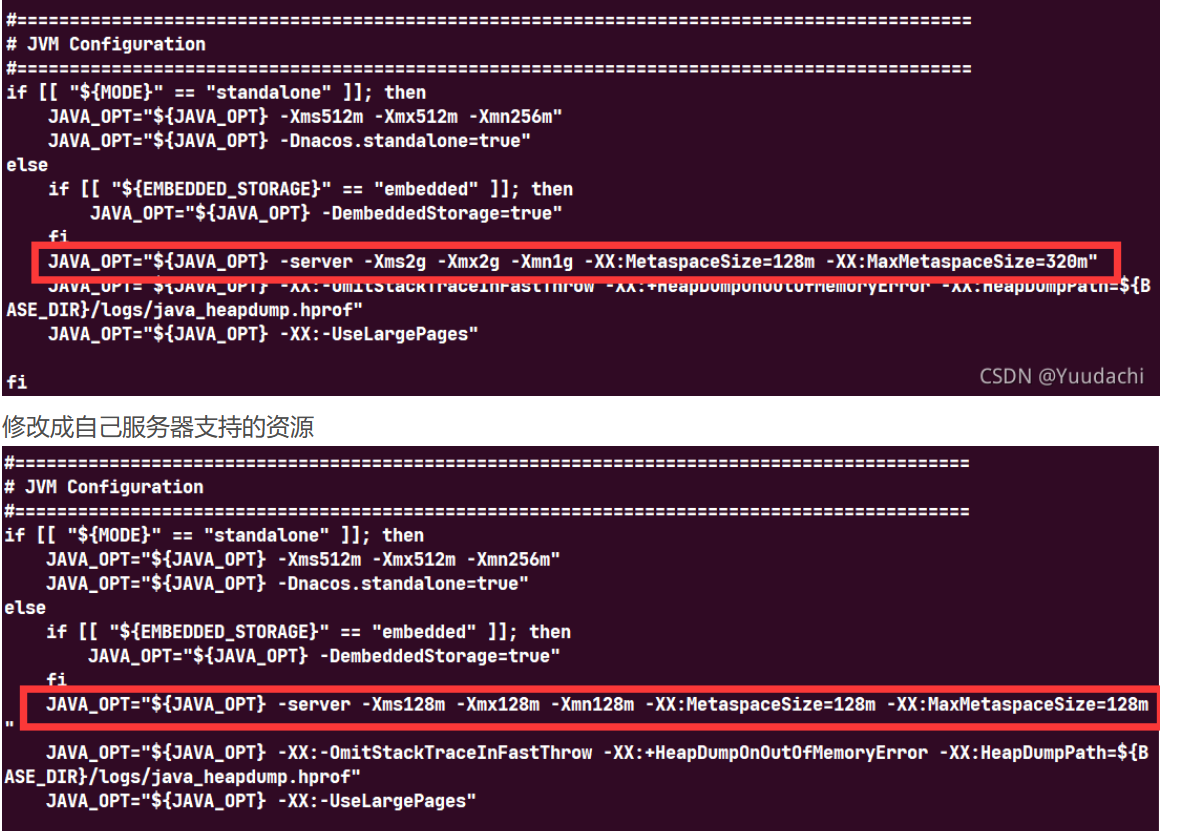 #===========================================================================================
# JVM Configuration
#===========================================================================================
if [[ "${MODE}" == "standalone" ]]; then
    JAVA_OPT="${JAVA_OPT} -Xms512m -Xmx512m -Xmn256m"
    JAVA_OPT="${JAVA_OPT} -Dnacos.standalone=true"
else
    if [[ "${EMBEDDED_STORAGE}" == "embedded" ]]; then
        JAVA_OPT="${JAVA_OPT} -DembeddedStorage=true"
    fi
    JAVA_OPT="${JAVA_OPT} -server -Xms2g -Xmx2g -Xmn1g -XX:MetaspaceSize=128m -XX:MaxMetaspaceSize=320m"
    JAVA_OPT="${JAVA_OPT} -XX:-OmitStackTraceInFastThrow -XX:+HeapDumpOnOutOfMemoryError -XX:HeapDumpPath=${B
ASE_DIR}/logs/java_heapdump.hprof"
    JAVA_OPT="${JAVA_OPT} -XX:-UseLargePages"
fi
CSDN @Yuudachi
修改成自己服务器支持的资源
#===========================================================================================
# JVM Configuration
#===========================================================================================
if [[ "${MODE}" == "standalone" ]]; then
    JAVA_OPT="${JAVA_OPT} -Xms512m -Xmx512m -Xmn256m"
    JAVA_OPT="${JAVA_OPT} -Dnacos.standalone=true"
else
    if [[ "${EMBEDDED_STORAGE}" == "embedded" ]]; then
        JAVA_OPT="${JAVA_OPT} -DembeddedStorage=true"
    fi
    JAVA_OPT="${JAVA_OPT} -server -Xms128m -Xmx128m -Xmn128m -XX:MetaspaceSize=128m -XX:MaxMetaspaceSize=128m
"
    JAVA_OPT="${JAVA_OPT} -XX:-OmitStackTraceInFastThrow -XX:+HeapDumpOnOutOfMemoryError -XX:HeapDumpPath=${B
ASE_DIR}/logs/java_heapdump.hprof"
    JAVA_OPT="${JAVA_OPT} -XX:-UseLargePages"